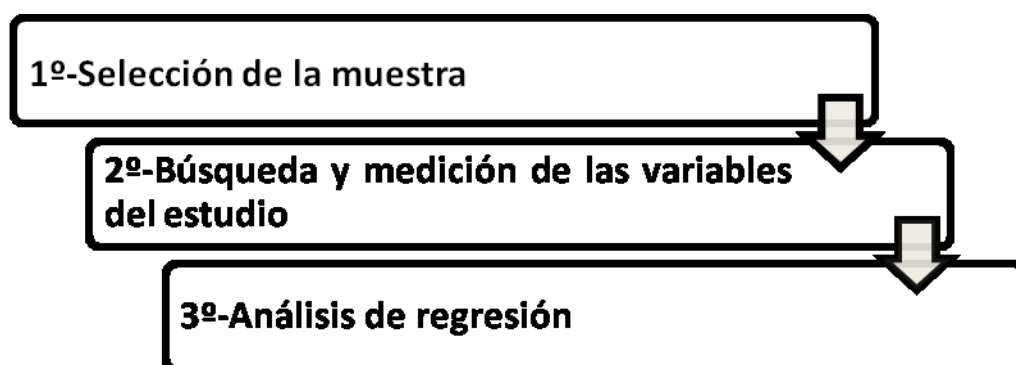 1º-Selección de la muestra
2º-Búsqueda y medición de las variables
del estudio
3º-Análisis de regresión